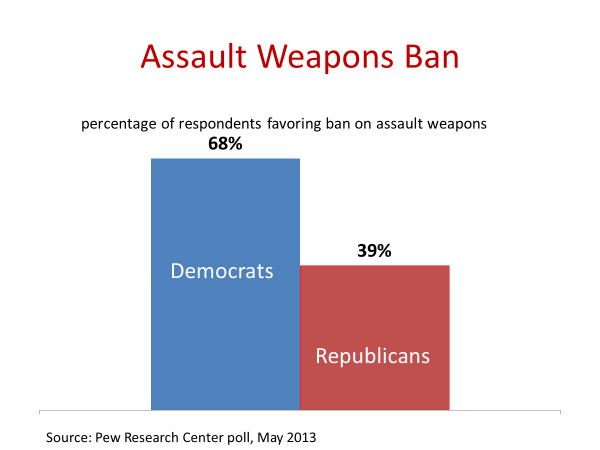 Assault Weapons Ban
percentage of respondents favoring ban on assault weapons
68%
39%
Democrats
Republicans
Source: Pew Research Center poll, May 2013